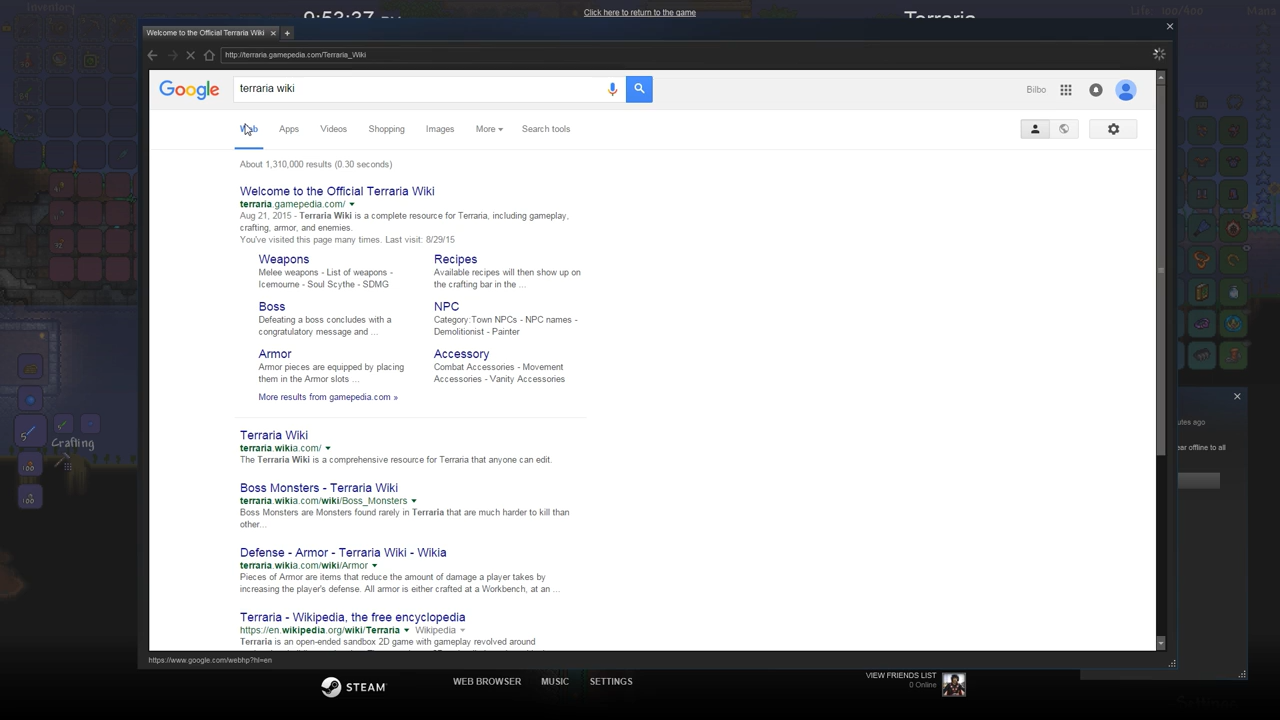 Inventory
9:53:37 PM
Click here to return to the game
Terraria
Welcome to the Official Terraria Wiki
http://terraria.gamepedia.com/Terraria_Wiki
Google
terraria wiki
Bilbo
Web Apps Videos Shopping Images More Search tools
About 1,310,000 results (0.30 seconds)
Welcome to the Official Terraria Wiki
terraria.gamepedia.com/
Aug 21, 2015 - Terraria Wiki is a complete resource for Terraria, including gameplay,
crafting, armor, and enemies.
You've visited this page many times. Last visit: 8/29/15
Weapons
Melee weapons - List of weapons -
Icemourne - Soul Scythe - SDMG
Recipes
Available recipes will then show up on
the crafting bar in the ...
Boss
Defeating a boss concludes with a
congratulatory message and ...
NPC
Category:Town NPCs - NPC names -
Demolitionist - Painter
Armor
Armor pieces are equipped by placing
them in the Armor slots ...
Accessory
Combat Accessories - Movement
Accessories - Vanity Accessories
More results from gamepedia.com »
Terraria Wiki
terraria.wikia.com/
The Terraria Wiki is a comprehensive resource for Terraria that anyone can edit.
Boss Monsters - Terraria Wiki
terraria.wikia.com/wiki/Boss_Monsters
Boss Monsters are Monsters found rarely in Terraria that are much harder to kill than
other...
Defense - Armor - Terraria Wiki - Wikia
terraria.wikia.com/wiki/Armor
Pieces of Armor are items that reduce the amount of damage a player takes by
increasing the player's defense. All armor is either crafted at a Workbench, at an ...
Terraria - Wikipedia, the free encyclopedia
https://en.wikipedia.org/wiki/Terraria Wikipedia
Terraria is an open-ended sandbox 2D game with gameplay revolved around
https://www.google.com/webhp?hl=en
Crafting
utes ago
ear offline to all
STEAM
WEB BROWSER MUSIC SETTINGS
VIEW FRIENDS LIST
0 Online